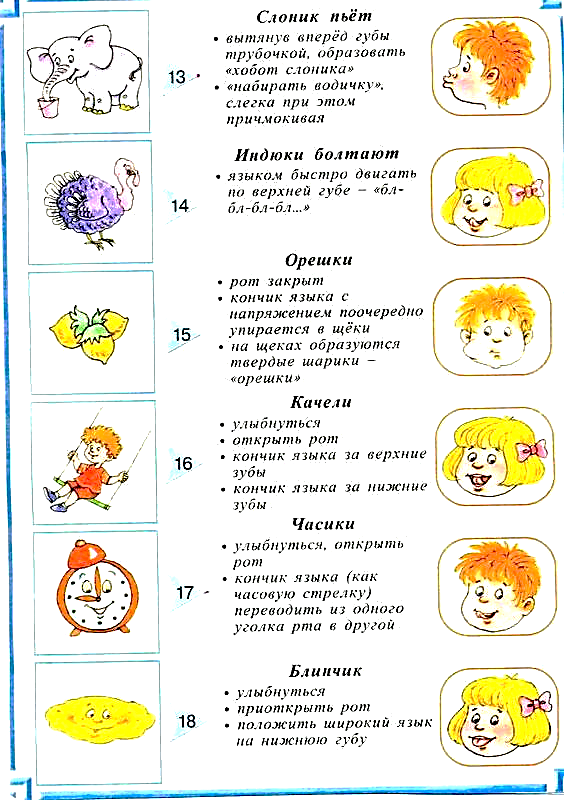 Слоник пьёт
• вытянув вперёд губы
трубочкой, образовать
«хобот слоника»
• «набирать водичку»,
слегка при этом
причмокивая
13
Индюки болтают
• языком быстро двигать
по верхней губе – «бл-
бл-бл-бл...»
14
Орешки
• рот закрыт
• кончик языка с
напряжением поочередно
упирается в щёки
• на щеках образуются
твердые шарики –
«орешки»
15
Качели
• улыбнуться
• открыть рот
• кончик языка за верхние
зубы
• кончик языка за нижние
зубы
16
Часики
• улыбнуться, открыть
рот
• кончик языка (как
часовую стрелку)
переводить из одного
уголка рта в другой
17
Блинчик
• улыбнуться
• приоткрыть рот
• положить широкий язык
на нижнюю губу
18